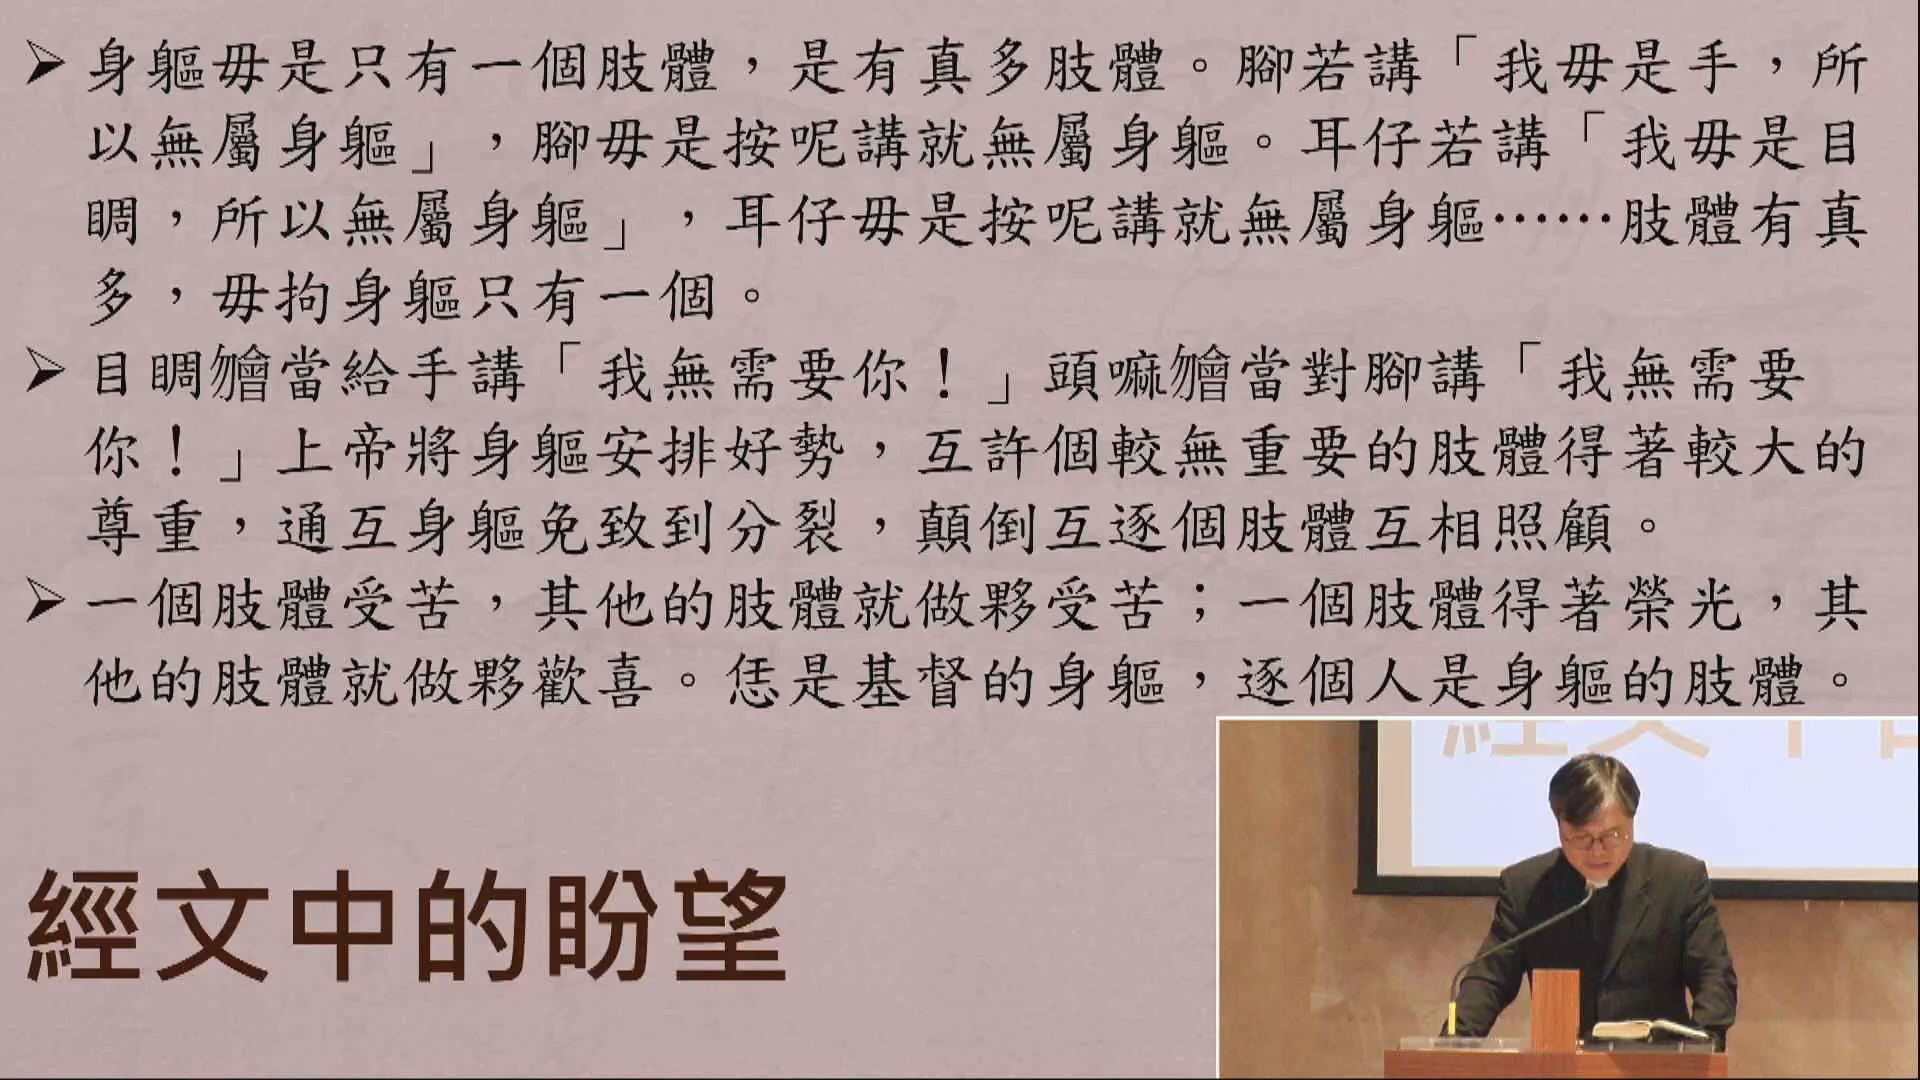 ➢ 身軀毋是只有一個肢體，是有真多肢體。腳若講「我毋是手，所
以無屬身軀」，腳毋是按呢講就無屬身軀。耳仔若講「我毋是目
睭，所以無屬身軀」，耳仔毋是按呢講就無屬身軀……肢體有真
多，毋拘身軀只有一個。
➢ 目睭𣍐當給手講「我無需要你！」頭嘛𣍐當對腳講「我無需要
你！」上帝將身軀安排好勢，互許個較無重要的肢體得著較大的
尊重，通互身軀免致到分裂，顛倒互逐個肢體互相照顧。
➢ 一個肢體受苦，其他的肢體就做夥受苦；一個肢體得著榮光，其
他的肢體就做夥歡喜。恁是基督的身軀，逐個人是身軀的肢體。
經文中的盼望